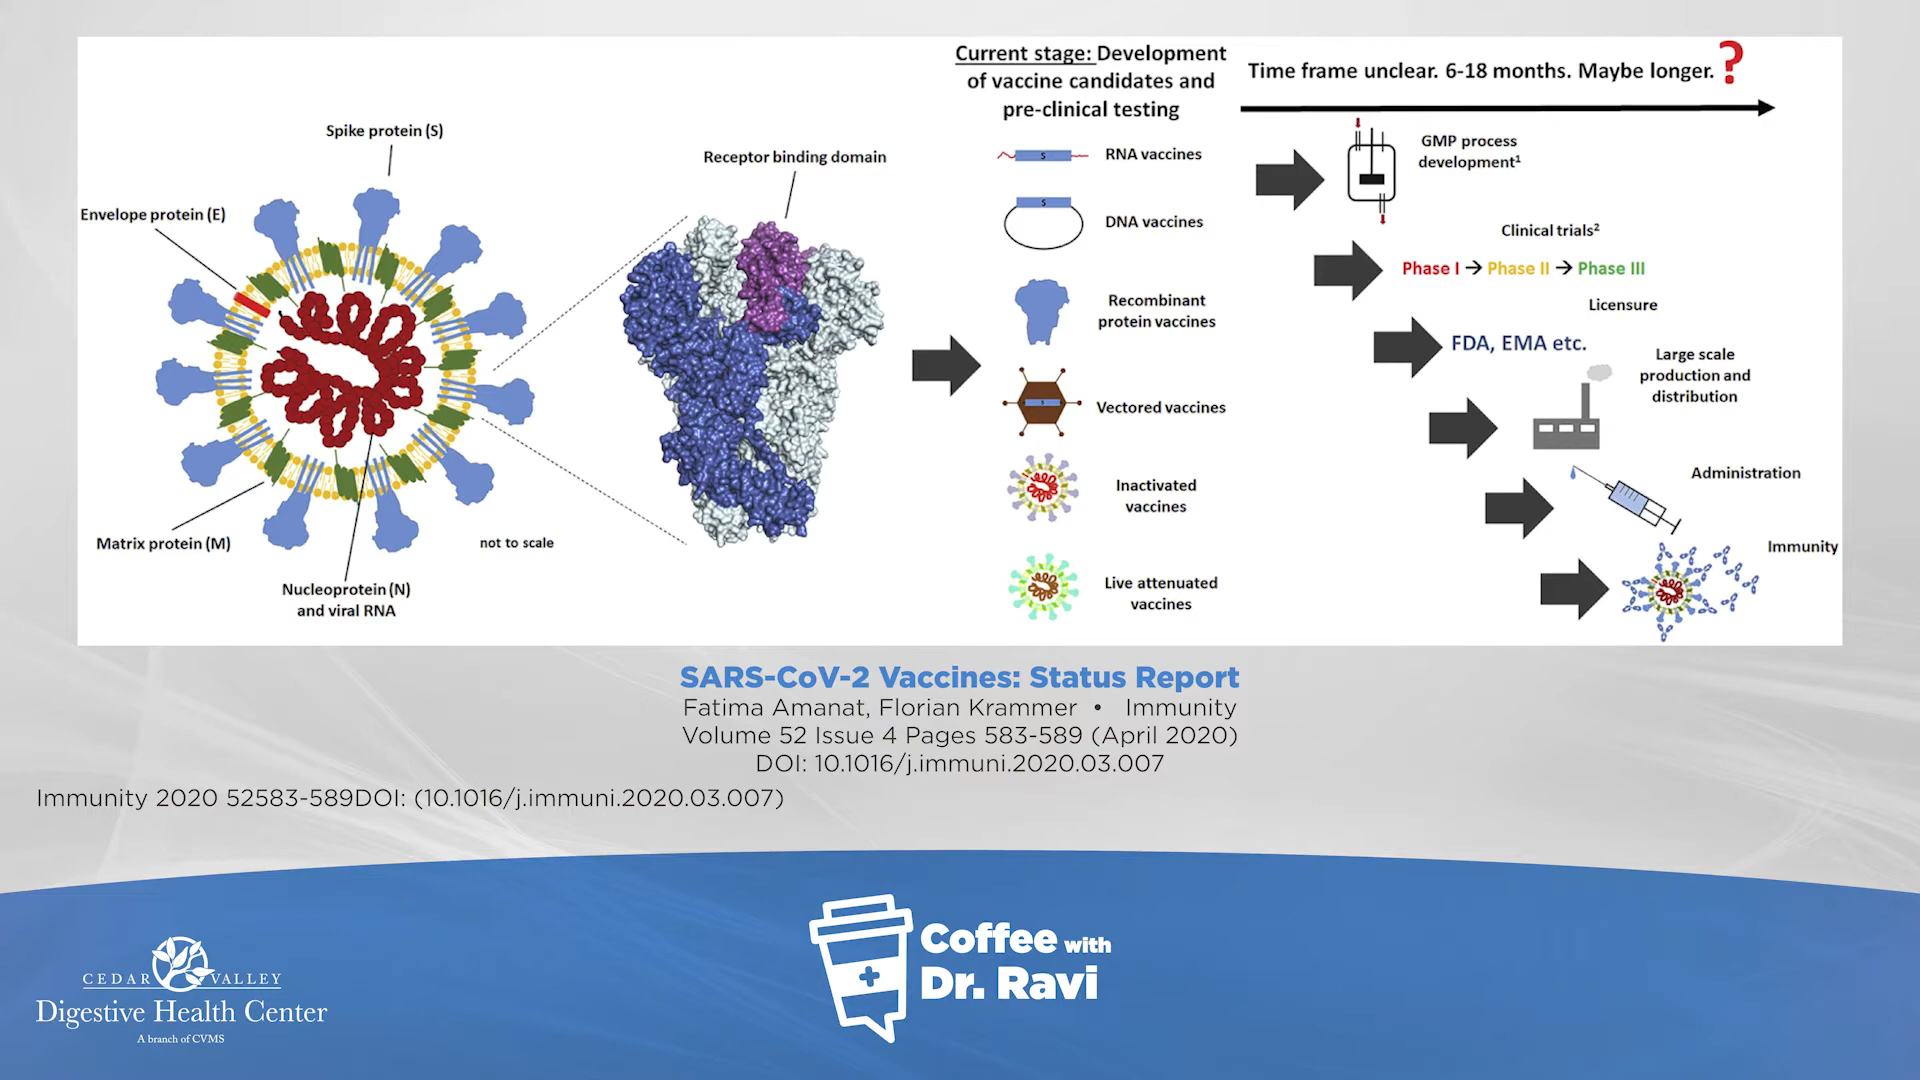 Spike protein (S)
Envelope protein (E)
Matrix protein (M)
Nucleoprotein (N)
and viral RNA
not to scale
Receptor binding domain
Current stage: Development
of vaccine candidates and
pre-clinical testing
RNA vaccines
DNA vaccines
Recombinant
protein vaccines
Vectored vaccines
Inactivated
vaccines
Live attenuated
vaccines
S
S
S
Time frame unclear. 6-18 months. Maybe longer. ?
GMP process
development¹
Clinical trials²
Phase I → Phase II → Phase III
Licensure
FDA, EMA etc.
Large scale
production and
distribution
Administration
Immunity
SARS-CoV-2 Vaccines: Status Report
Fatima Amanat, Florian Krammer • Immunity
Volume 52 Issue 4 Pages 583-589 (April 2020)
DOI: 10.1016/j.immuni.2020.03.007
Immunity 2020 52583-589DOI: (10.1016/j.immuni.2020.03.007)
CEDAR VALLEY
Digestive Health Center
A branch of CVMS
Coffee with
Dr. Ravi